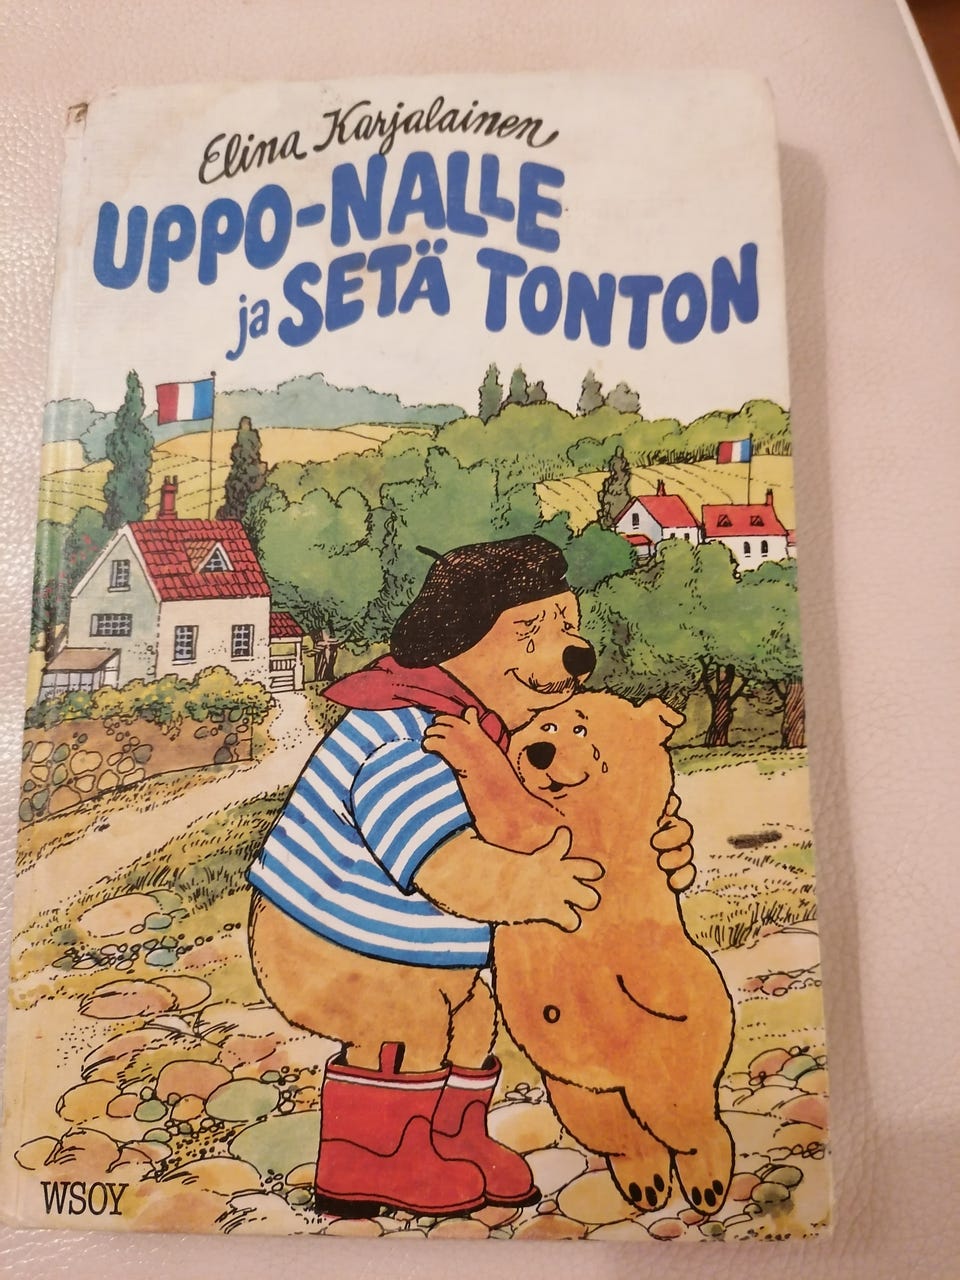 Elina Karjalainen
UPPO-NALLE
ja SETÄ TONTON
WSOY